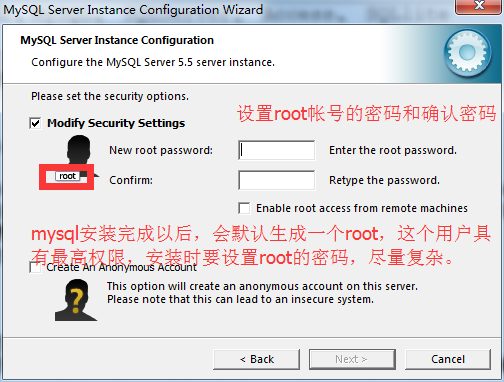 MySQL Server Instance Configuration Wizard
MySQL Server Instance Configuration
Configure the MySQL Server 5.5 server instance.
Please set the security options.
设置root帐号的密码和确认密码
Modify Security Settings
New root password:
Enter the root password.
root
Confirm:
Retype the password.
Enable root access from remote machines
mysql安装完成以后，会默认生成一个root，这个用户具
有最高权限，安装时要设置root的密码，尽量复杂。
Create An Anonymous Account
This option will create an anonymous account on this server.
Please note that this can lead to an insecure system.
?
< Back
Next >
Cancel